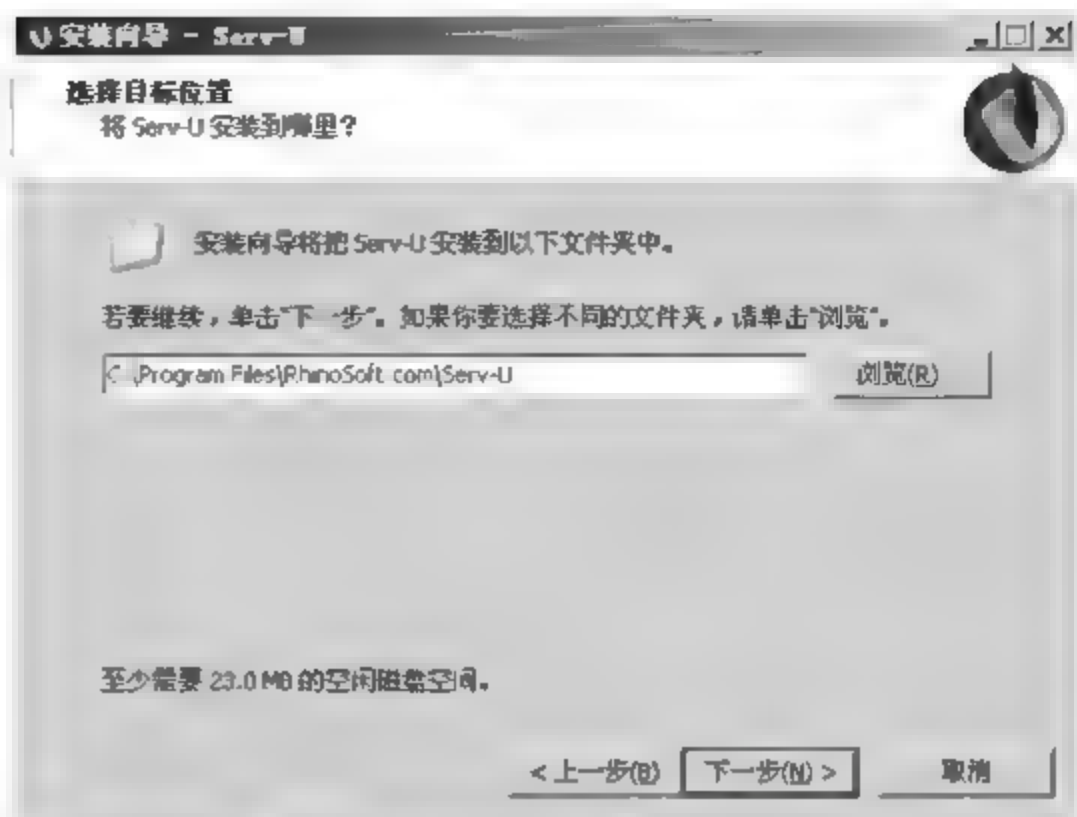 安装向导 - Serv-U
选择目标位置
将 Serv-U 安装到哪里?
安装向导将把 Serv-U 安装到以下文件夹中。
若要继续，单击"下一步"。如果你要选择不同的文件夹，请单击"浏览"。
C:\Program Files\RhinoSoft.com\Serv-U
浏览(R)
至少需要 23.0 MB 的空闲磁盘空间。
< 上一步(B) 下一步(N) > 取消